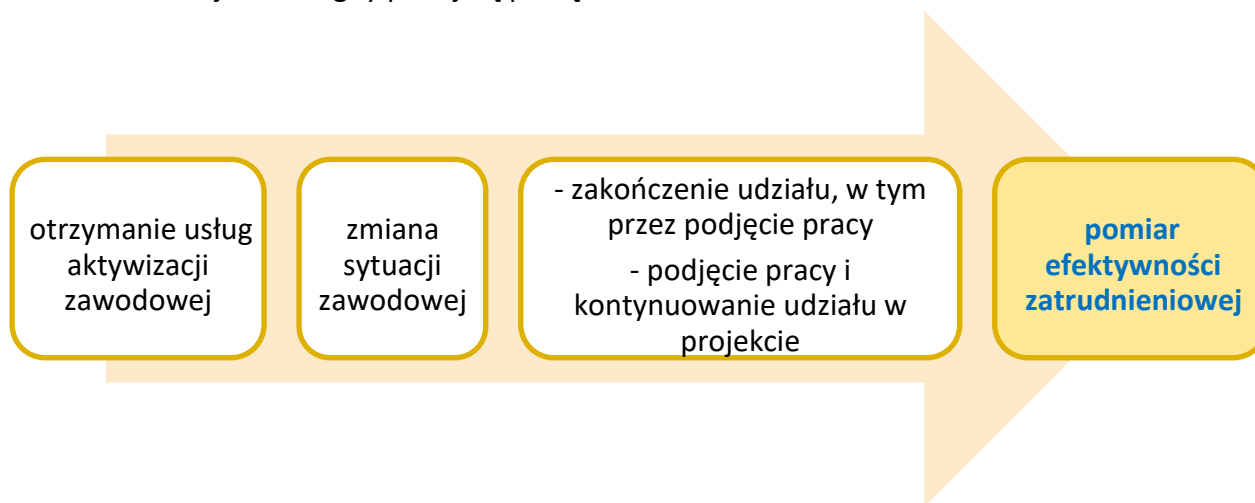 otrzymanie usług
aktywizacji
zawodowej
zmiana
sytuacji
zawodowej
- zakończenie udziału, w tym
przez podjęcie pracy
- podjęcie pracy i
kontynuowanie udziału w
projekcie
pomiar
efektywności
zatrudnieniowej